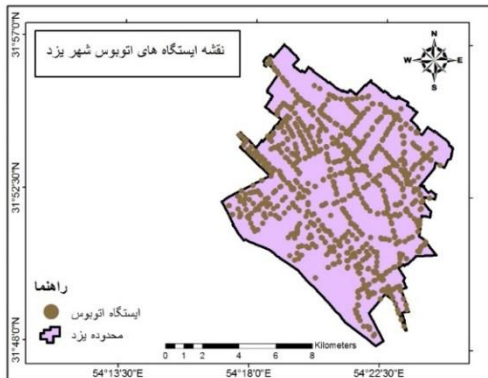 نقشه ایستگاه های اتوبوس شهر یزد
N
W E
S
31°57'0"N
31°52'30"N
31°48'0"N
راهنما
ایستگاه اتوبوس
محدوده یزد
0 1 2 4 6 8
Kilometers
54°13'30"E 54°18'0"E 54°22'30"E